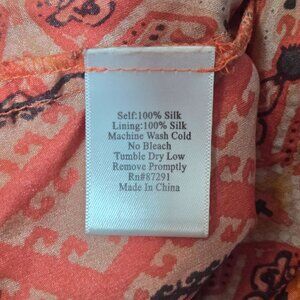 Self:100% Silk
Lining:100% Silk
Machine Wash Cold
No Bleach
Tumble Dry Low
Remove Promptly
Rn#87291
Made In China